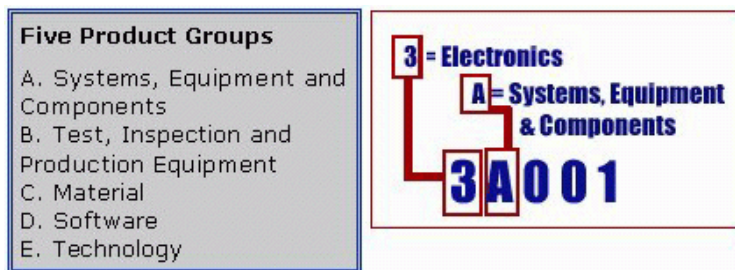 Five Product Groups
A. Systems, Equipment and
Components
B. Test, Inspection and
Production Equipment
C. Material
D. Software
E. Technology
3 = Electronics
A = Systems, Equipment
& Components
3A001